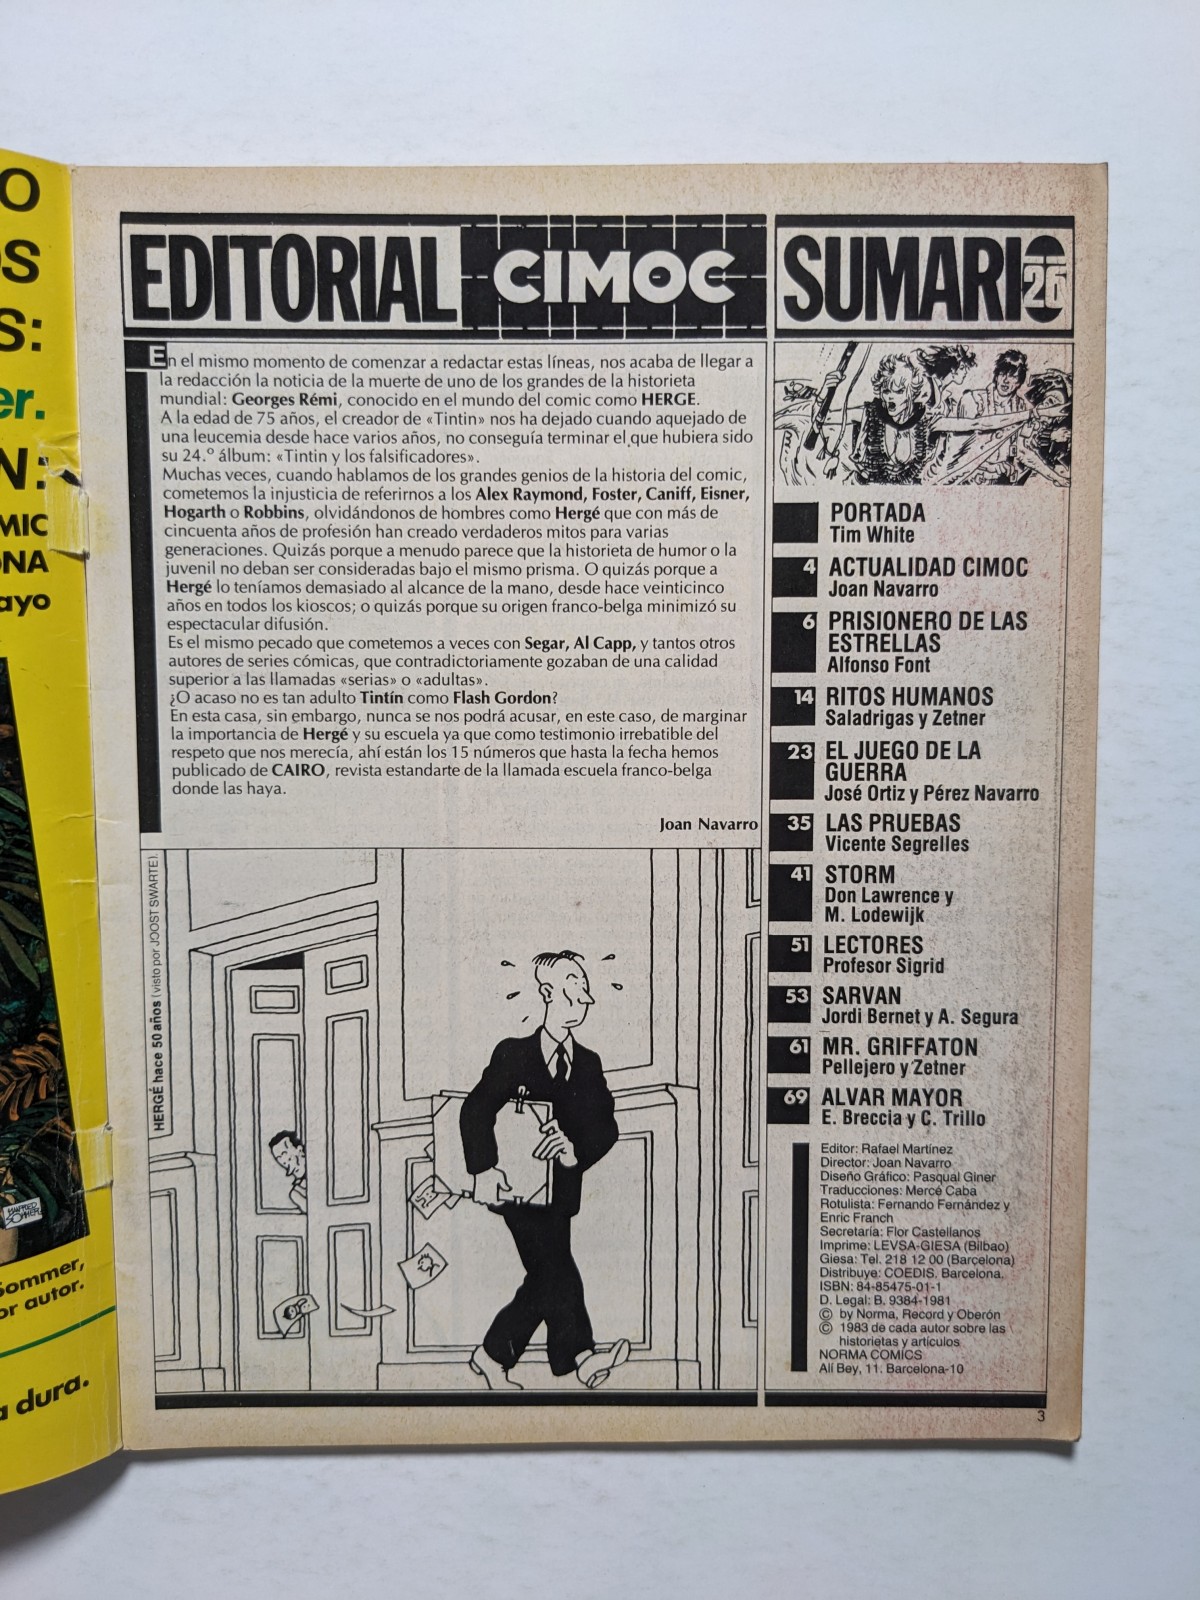 O
OS
S:
er.
N:
MIC
ONA
ayo
MANFRED
SOMMER
Sommer,
or autor.
a dura.
EDITORIAL CIMOC
En el mismo momento de comenzar a redactar estas líneas, nos acaba de llegar a
la redacción la noticia de la muerte de uno de los grandes de la historieta
mundial: Georges Rémi, conocido en el mundo del comic como HERGE.
A la edad de 75 años, el creador de «Tintin» nos ha dejado cuando aquejado de
una leucemia desde hace varios años, no conseguía terminar el que hubiera sido
su 24.º álbum: «Tintin y los falsificadores».
Muchas veces, cuando hablamos de los grandes genios de la historia del comic,
cometemos la injusticia de referirnos a los Alex Raymond, Foster, Caniff, Eisner,
Hogarth o Robbins, olvidándonos de hombres como Hergé que con más de
cincuenta años de profesión han creado verdaderos mitos para varias
generaciones. Quizás porque a menudo parece que la historieta de humor o la
juvenil no deban ser consideradas bajo el mismo prisma. O quizás porque a
Hergé lo teníamos demasiado al alcance de la mano, desde hace veinticinco
años en todos los kioscos; o quizás porque su origen franco-belga minimizó su
espectacular difusión.
Es el mismo pecado que cometemos a veces con Segar, Al Capp, y tantos otros
autores de series cómicas, que contradictoriamente gozaban de una calidad
superior a las llamadas «serias» o «adultas».
¿O acaso no es tan adulto Tintín como Flash Gordon?
En esta casa, sin embargo, nunca se nos podrá acusar, en este caso, de marginar
la importancia de Hergé y su escuela ya que como testimonio irrebatible del
respeto que nos merecía, ahí están los 15 números que hasta la fecha hemos
publicado de CAIRO, revista estandarte de la llamada escuela franco-belga
donde las haya.
Joan Navarro
HERGÉ hace 50 años (visto por JOOST SWARTE).
SUMARIO 26
PORTADA
Tim White
4 ACTUALIDAD CIMOC
Joan Navarro
6 PRISIONERO DE LAS
ESTRELLAS
Alfonso Font
14 RITOS HUMANOS
Saladrigas y Zetner
23 EL JUEGO DE LA
GUERRA
José Ortiz y Pérez Navarro
35 LAS PRUEBAS
Vicente Segrelles
41 STORM
Don Lawrence y
M. Lodewijk
51 LECTORES
Profesor Sigrid
53 SARVAN
Jordi Bernet y A. Segura
61 MR. GRIFFATON
Pellejero y Zetner
69 ALVAR MAYOR
E. Breccia y C. Trillo
Editor: Rafael Martínez
Director: Joan Navarro
Diseño Gráfico: Pasqual Giner
Traducciones: Mercé Caba
Rotulista: Fernando Fernández y
Enric Franch
Secretaría: Flor Castellanos
Imprime: LEVSA-GIESA (Bilbao)
Giesa: Tel. 218 12 00 (Barcelona)
Distribuye: COEDIS, Barcelona.
ISBN: 84-85475-01-1
D. Legal: B. 9384-1981
© by Norma, Record y Oberón
© 1983 de cada autor sobre las
historietas y artículos
NORMA COMICS
Alí Bey, 11. Barcelona-10
3